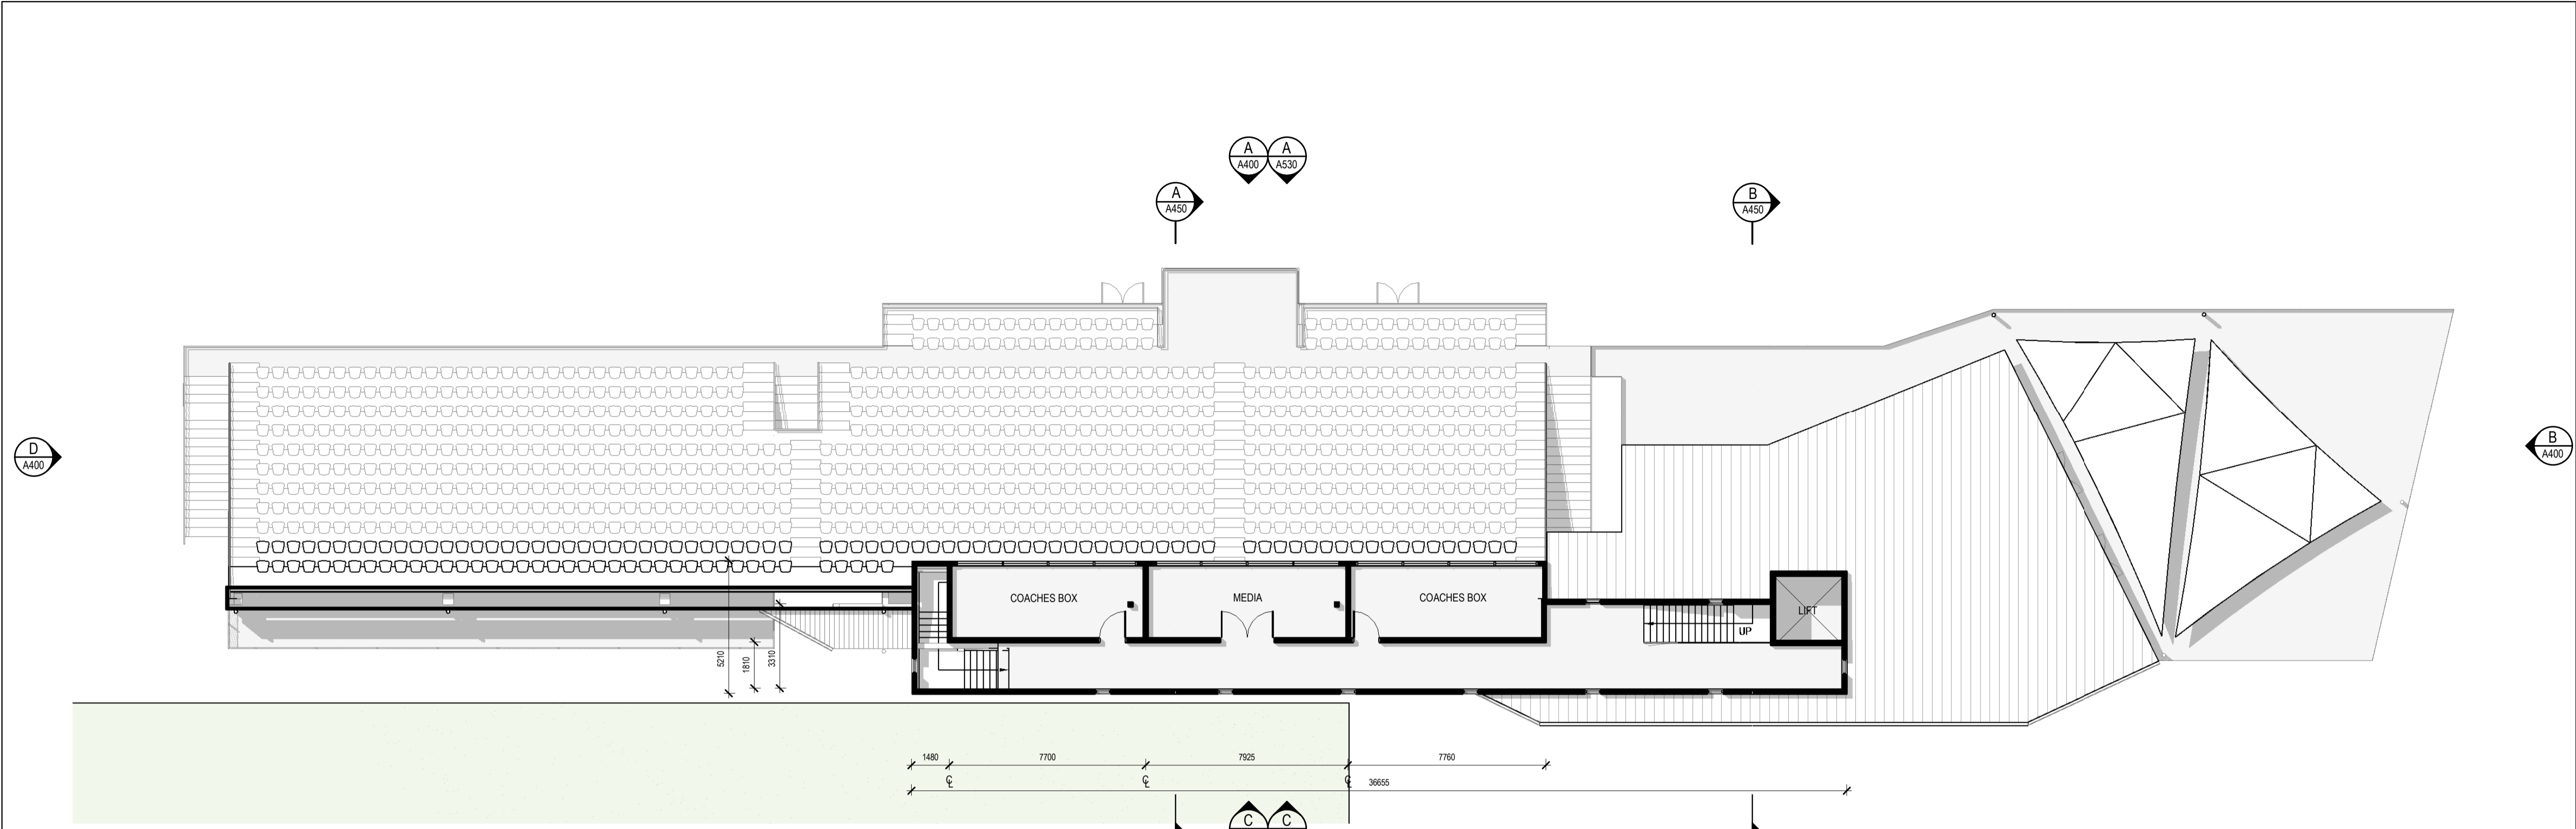 A A
A400 A530
A
A450
B
A450
D
A400
B
A400
COACHES BOX
MEDIA
COACHES BOX
LIFT
UP
5210
1810
3310
1480
7700
7925
7760
℄
℄
℄
36655
C C